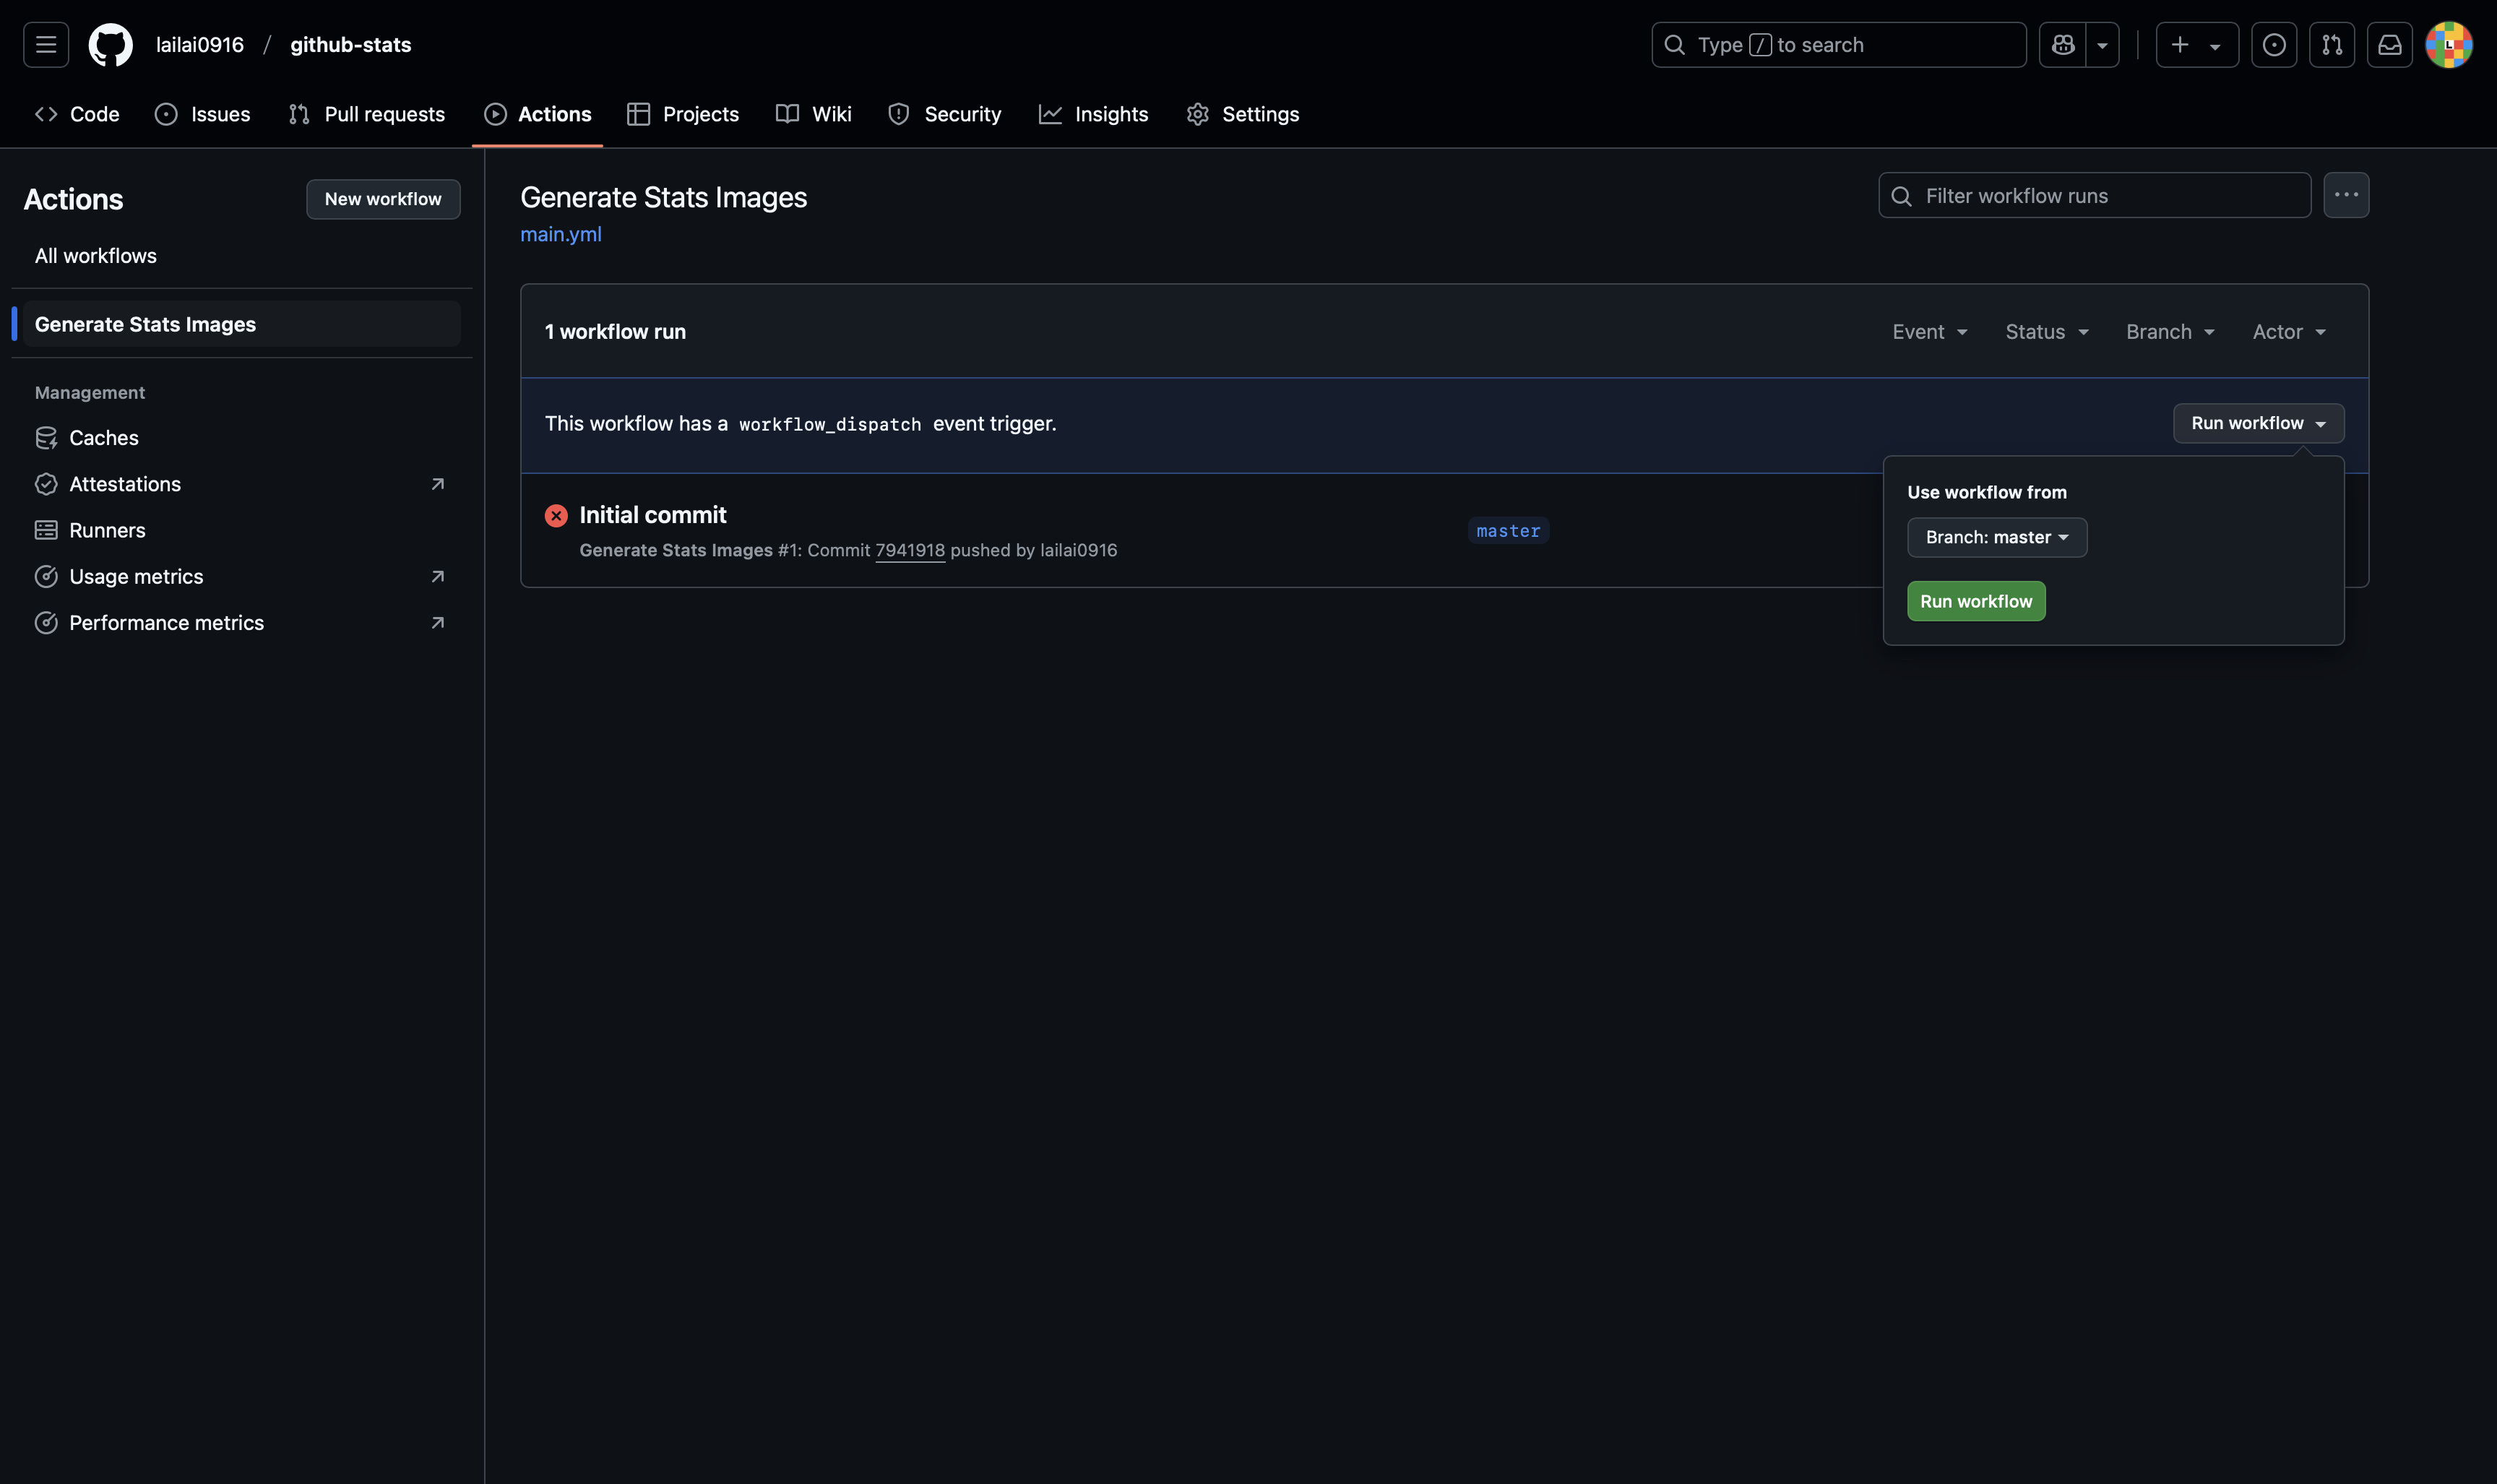 lailai0916 / github-stats
Type / to search
Code Issues Pull requests Actions Projects Wiki Security Insights Settings
Actions
New workflow
All workflows
Generate Stats Images
Management
Caches
Attestations
Runners
Usage metrics
Performance metrics
Generate Stats Images
main.yml
Filter workflow runs
1 workflow run
Event Status Branch Actor
This workflow has a workflow_dispatch event trigger.
Run workflow
Use workflow from
Branch: master
Run workflow
Initial commit
Generate Stats Images #1: Commit 7941918 pushed by lailai0916
master
L